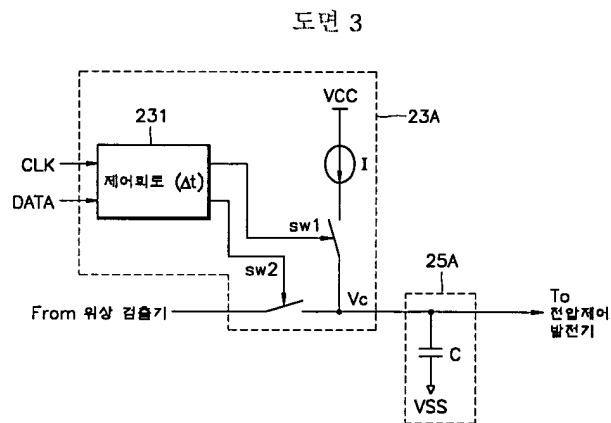 도면 3
VCC
231
23A
CLK
제어회로 (Δt)
I
DATA
sw1
sw2
25A
From 위상 검출기
Vc
To
전압제어
발전기
C
VSS